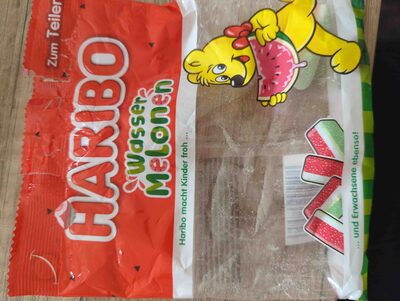 Zum Teilen
HARIBO
Wasser
Melonen
Haribo macht Kinder froh ...
... und Erwachsene ebenso!